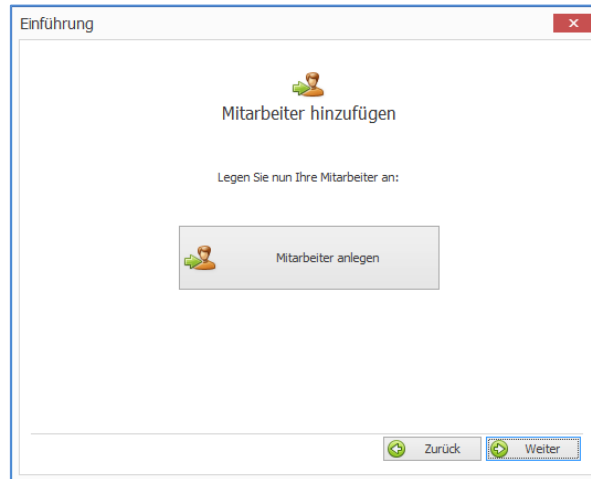 Einführung
Mitarbeiter hinzufügen
Legen Sie nun Ihre Mitarbeiter an:
Mitarbeiter anlegen
Zurück
Weiter